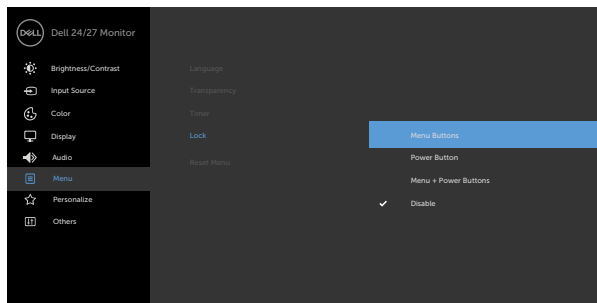 DELL
Dell 24/27 Monitor
Brightness/Contrast
Input Source
Color
Display
Audio
Menu
Personalize
Others
Language
Transparency
Timer
Lock
Reset Menu
Menu Buttons
Power Button
Menu + Power Buttons
Disable